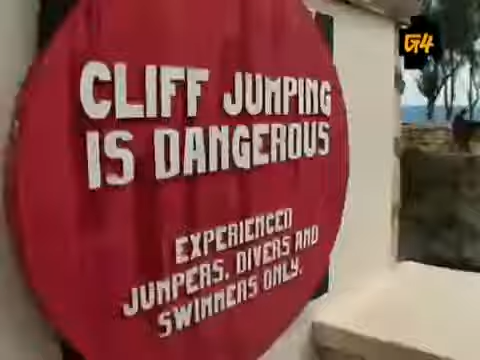 G4
CLIFF JUMPING
IS DANGEROUS
EXPERIENCED
JUMPERS, DIVERS AND
SWIMMERS ONLY.